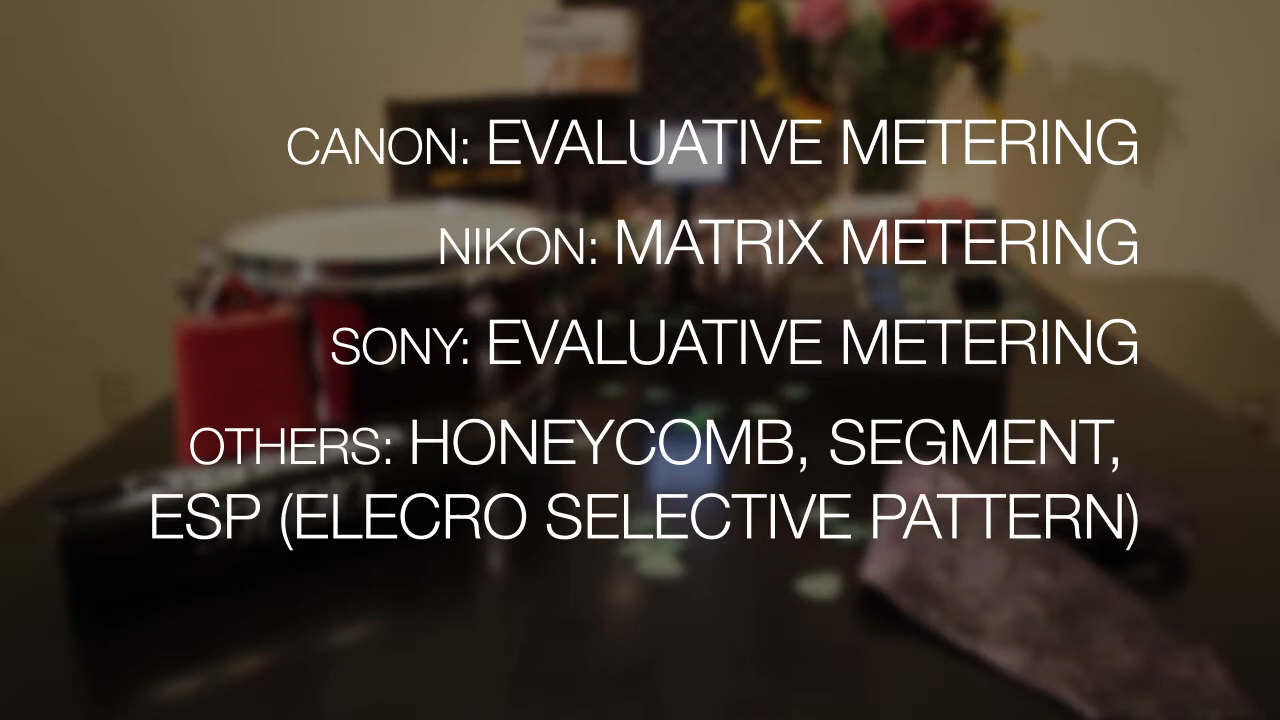 CANON: EVALUATIVE METERING
NIKON: MATRIX METERING
SONY: EVALUATIVE METERING
OTHERS: HONEYCOMB, SEGMENT,
ESP (ELECRO SELECTIVE PATTERN)